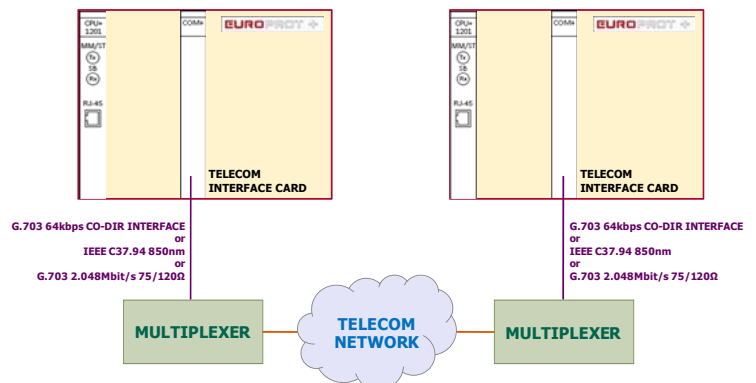 CPU+
1201
MM/ST
Tx
SB
Rx
RJ-45
COM+
EUROPROT+
TELECOM
INTERFACE CARD
CPU+
1201
MM/ST
Tx
SB
Rx
RJ-45
COM+
EUROPROT+
TELECOM
INTERFACE CARD
G.703 64kbps CO-DIR INTERFACE
or
IEEE C37.94 850nm
or
G.703 2.048Mbit/s 75/120Ω
G.703 64kbps CO-DIR INTERFACE
or
IEEE C37.94 850nm
or
G.703 2.048Mbit/s 75/120Ω
MULTIPLEXER
TELECOM
NETWORK
MULTIPLEXER